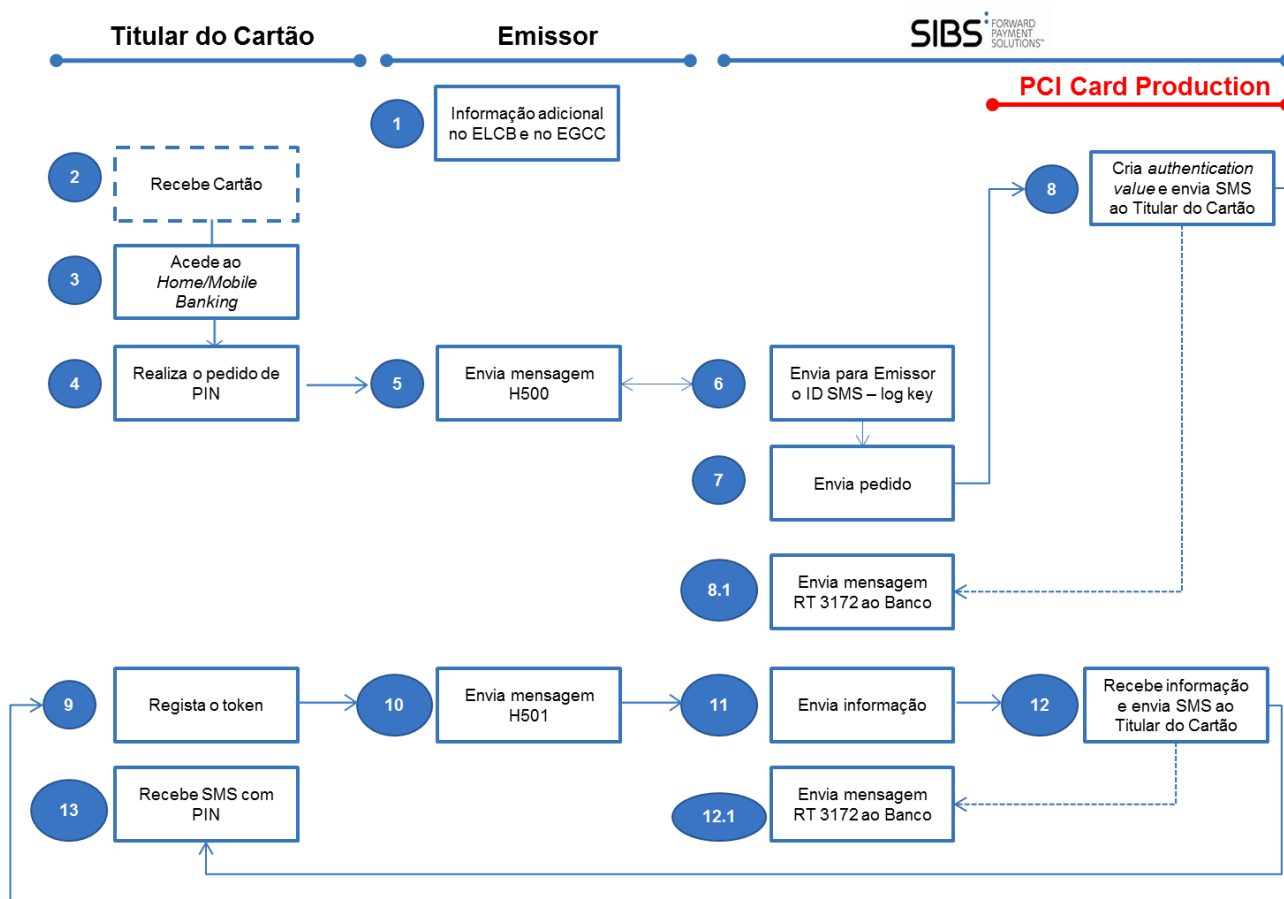 Titular do Cartão
Emissor
SIBS FORWARD
PAYMENT
SOLUTIONS™
PCI Card Production
1
Informação adicional
no ELCB e no EGCC
2
Recebe Cartão
8
Cria authentication
value e envia SMS
ao Titular do Cartão
3
Acede ao
Home/Mobile
Banking
4
Realiza o pedido de
PIN
5
Envia mensagem
H500
6
Envia para Emissor
o ID SMS – log key
7
Envia pedido
8.1
Envia mensagem
RT 3172 ao Banco
9
Regista o token
10
Envia mensagem
H501
11
Envia informação
12
Recebe informação
e envia SMS ao
Titular do Cartão
13
Recebe SMS com
PIN
12.1
Envia mensagem
RT 3172 ao Banco